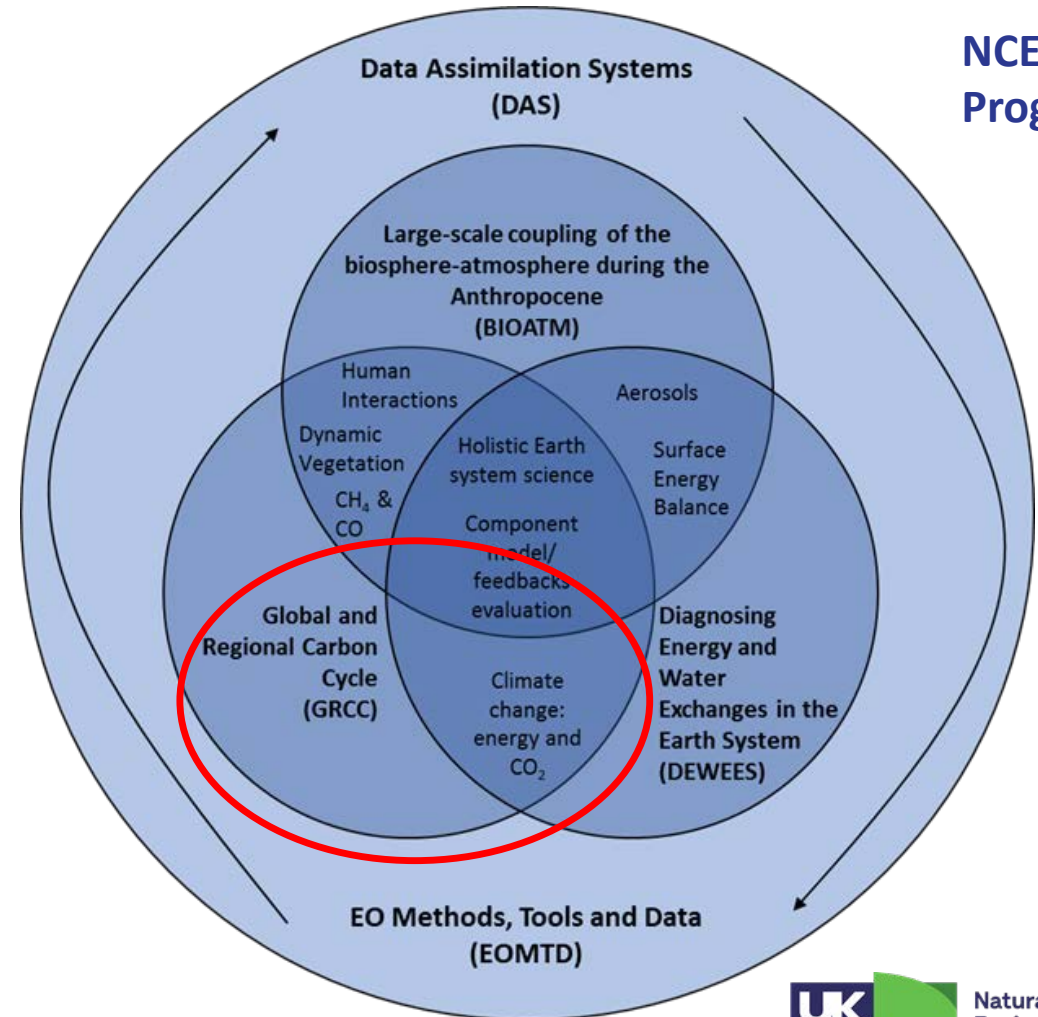 Data Assimilation Systems
(DAS)
Large-scale coupling of the
biosphere-atmosphere during the
Anthropocene
(BIOATM)
Human
Interactions
Dynamic
Vegetation
CH₄ &
CO
Holistic Earth
system science
Component
model/
feedbacks
evaluation
Aerosols
Surface
Energy
Balance
Global and
Regional Carbon
Cycle
(GRCC)
Climate
change:
energy and
CO₂
Diagnosing
Energy and
Water
Exchanges in the
Earth System
(DEWEES)
EO Methods, Tools and Data
(EOMTD)
NCE
Prog
UK
Natura